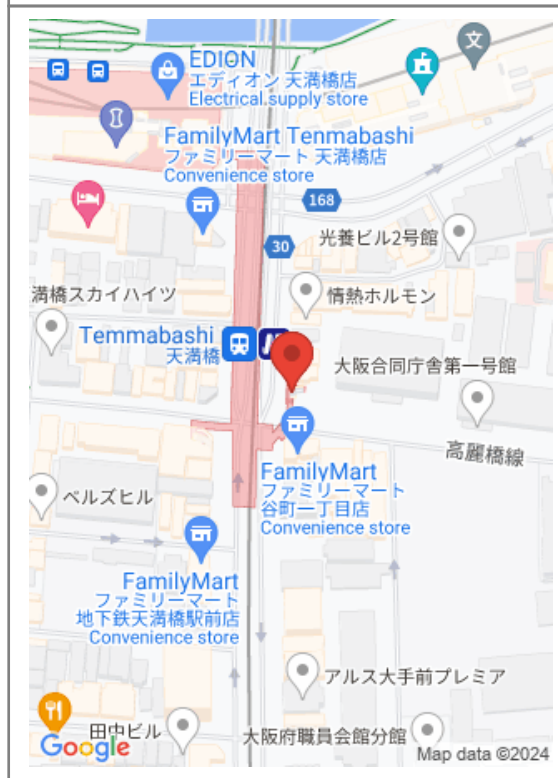 EDION
エディオン 天満橋店
Electrical supply store
文
FamilyMart Tenmabashi
ファミリーマート 天満橋店
Convenience store
168
30
光養ビル2号館
満橋スカイハイツ
情熱ホルモン
Temmabashi
天満橋
大阪合同庁舎第一号館
高麗橋線
FamilyMart
ファミリーマート
谷町一丁目店
Convenience store
ベルズヒル
FamilyMart
ファミリーマート
地下鉄天満橋駅前店
Convenience store
アルス大手前プレミア
田中ビル
大阪府職員会館分館
Google
Map data ©2024